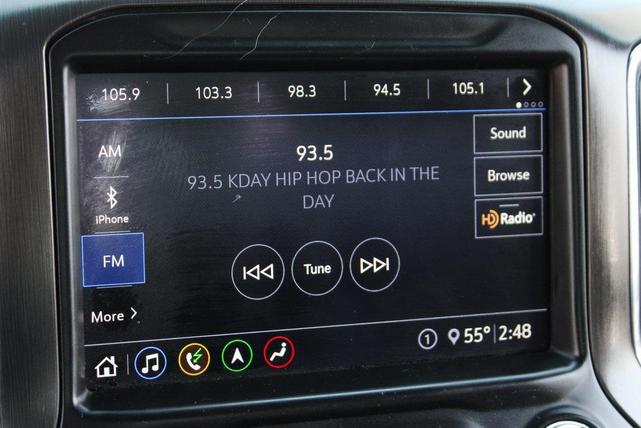 105.9 103.3 98.3 94.5 105.1
Sound
AM
93.5
93.5 KDAY HIP HOP BACK IN THE
DAY
Browse
iPhone
HD Radio
FM
Tune
More
1 55° 2:48